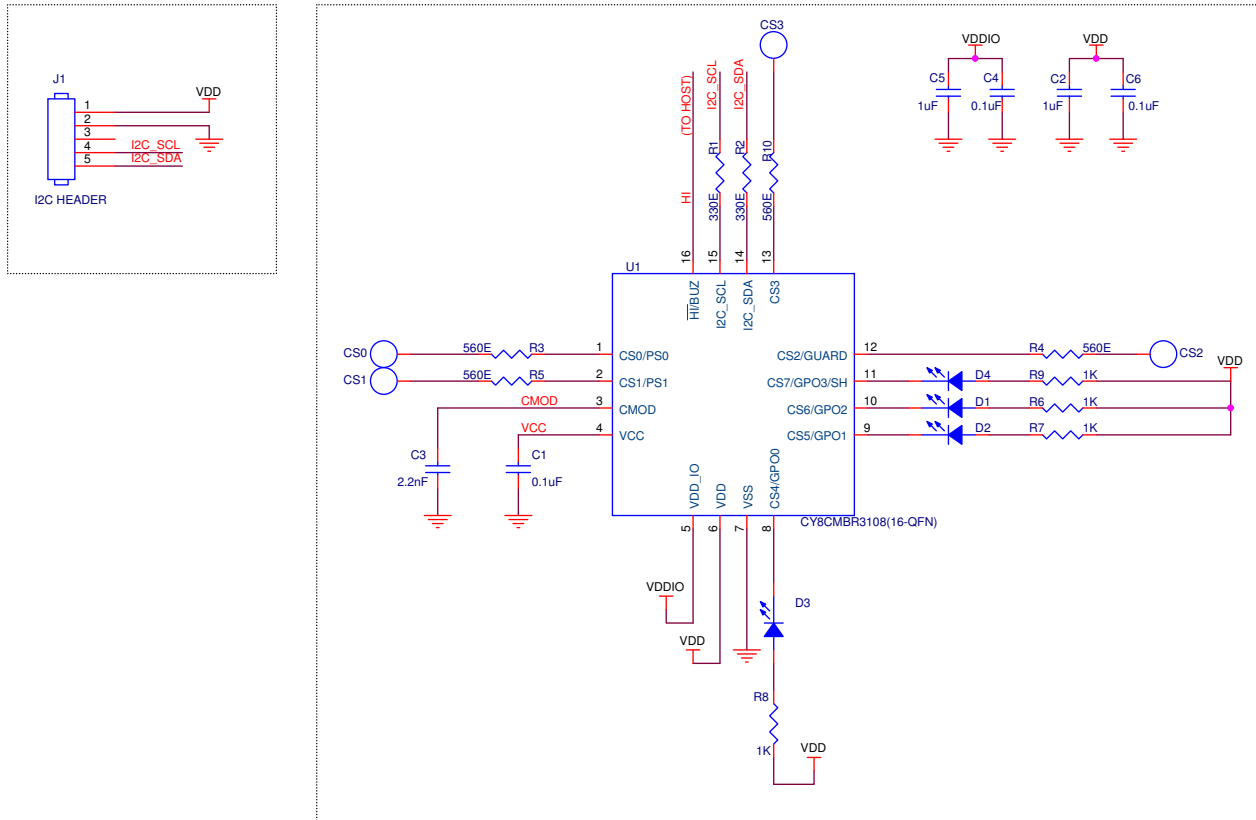 J1
1
VDD
2
3
4
I2C_SCL
5
I2C_SDA
I2C HEADER
CS3
(TO HOST)
I2C_SCL
I2C_SDA
HI
R1
R2
R10
330E
330E
560E
16
15
14
13
VDDIO
C5
C4
1uF
0.1uF
VDD
C2
C6
1uF
0.1uF
U1
HI/BUZ
I2C_SCL
I2C_SDA
CS3
CS0
560E
R3
1
CS0/PS0
CS1
560E
R5
2
CS1/PS1
CMOD
3
CMOD
VCC
4
VCC
C3
2.2nF
C1
0.1uF
CS2/GUARD
12
R4
560E
CS2
CS7/GPO3/SH
11
D4
R9
1K
VDD
CS6/GPO2
10
D1
R6
1K
CS5/GPO1
9
D2
R7
1K
VDD_IO
VDD
VSS
CS4/GPO0
5
6
7
8
CY8CMBR3108(16-QFN)
VDDIO
VDD
D3
R8
1K
VDD